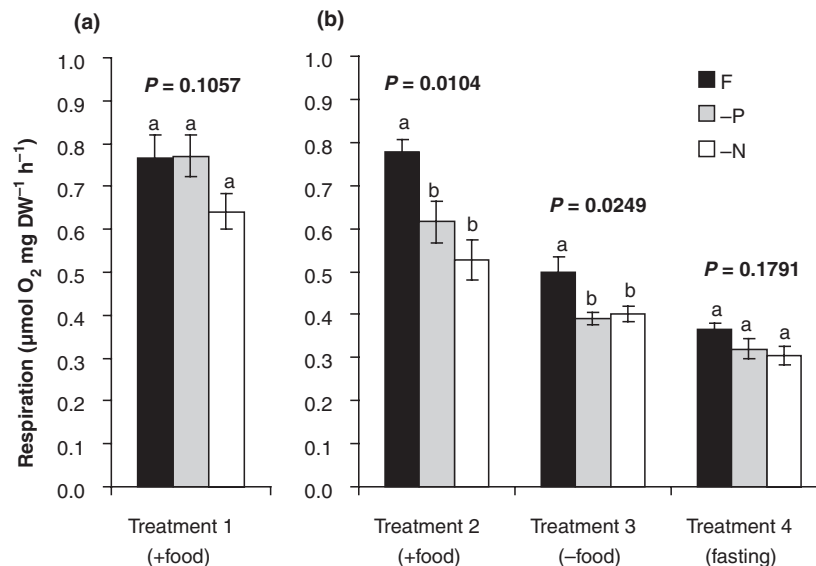 (a)
Respiration (µmol O₂ mg DW⁻¹ h⁻¹)
1.0
0.9
0.8
0.7
0.6
0.5
0.4
0.3
0.2
0.1
0.0
P = 0.1057
a a a
Treatment 1
(+food)
(b)
1.0
0.9
0.8
0.7
0.6
0.5
0.4
0.3
0.2
0.1
0.0
P = 0.0104
a b b
P = 0.0249
a b b
P = 0.1791
a a a
F
–P
–N
Treatment 2
(+food)
Treatment 3
(–food)
Treatment 4
(fasting)